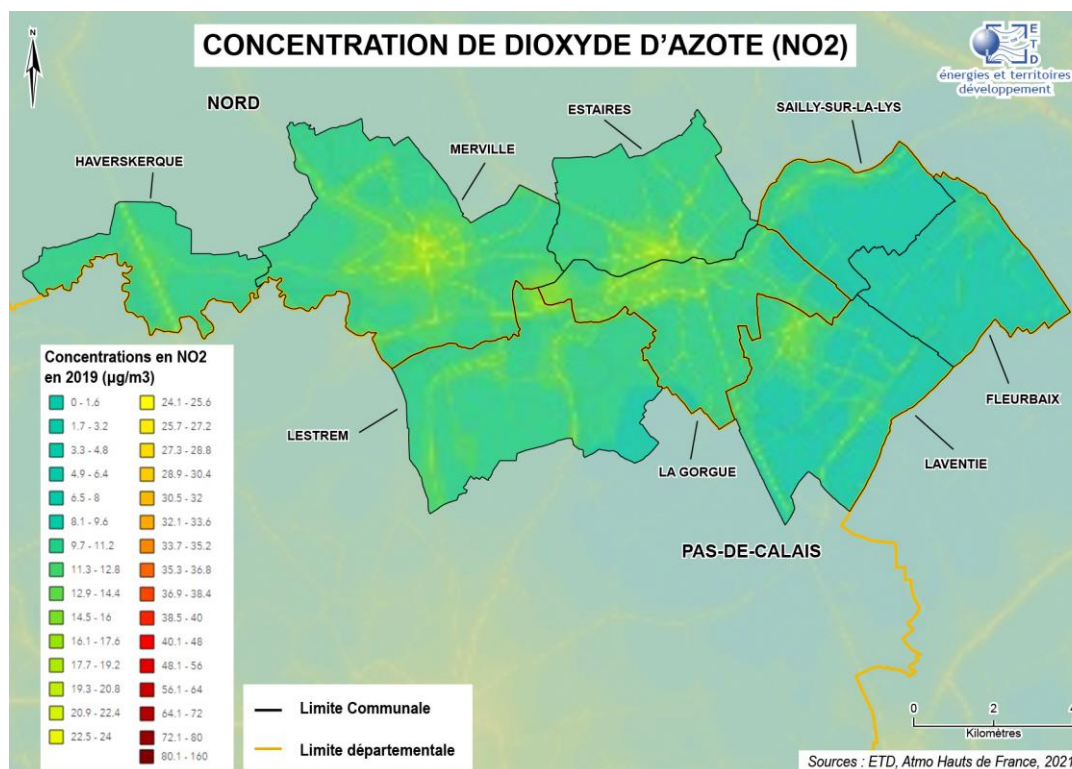 N
CONCENTRATION DE DIOXYDE D'AZOTE (NO2)
E
T
D
énergies et territoires
développement
NORD
ESTAIRES
SAILLY-SUR-LA-LYS
MERVILLE
HAVERSKERQUE
FLEURBAIX
LESTREM
LAVENTIE
LA GORGUE
PAS-DE-CALAIS
Concentrations en NO2
en 2019 (µg/m3)
0 - 1.6
1.7 - 3.2
3.3 - 4.8
4.9 - 6.4
6.5 - 8
8.1 - 9.6
9.7 - 11.2
11.3 - 12.8
12.9 - 14.4
14.5 - 16
16.1 - 17.6
17.7 - 19.2
19.3 - 20.8
20.9 - 22.4
22.5 - 24
24.1 - 25.6
25.7 - 27.2
27.3 - 28.8
28.9 - 30.4
30.5 - 32
32.1 - 33.6
33.7 - 35.2
35.3 - 36.8
36.9 - 38.4
38.5 - 40
40.1 - 48
48.1 - 56
56.1 - 64
64.1 - 72
72.1 - 80
80.1 - 160
Limite Communale
Limite départementale
0 2 4
Kilomètres
Sources : ETD, Atmo Hauts de France, 2021